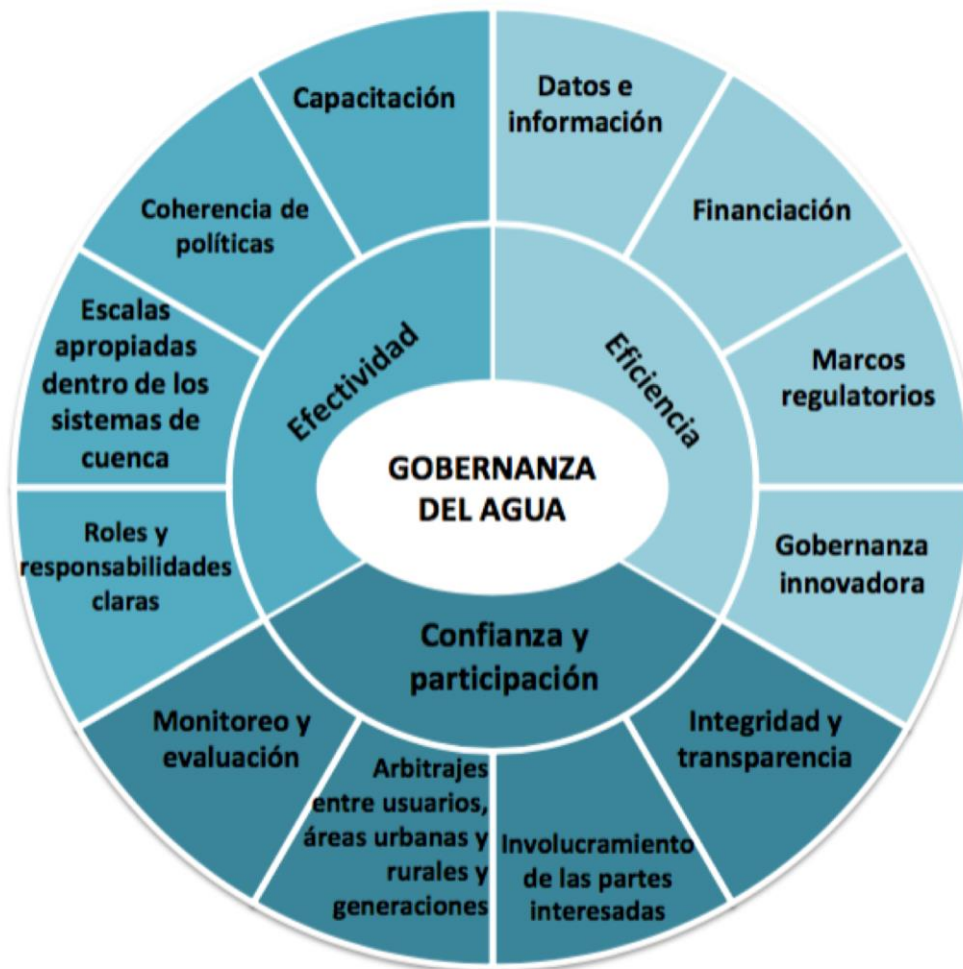 GOBERNANZA
DEL AGUA
Efectividad
Capacitación
Coherencia de
políticas
Escalas
apropiadas
dentro de los
sistemas de
cuenca
Roles y
responsabilidades
claras
Eficiencia
Datos e
información
Financiación
Marcos
regulatorios
Gobernanza
innovadora
Confianza y
participación
Integridad y
transparencia
Involucramiento
de las partes
interesadas
Arbitrajes
entre usuarios,
áreas urbanas y
rurales y
generaciones
Monitoreo y
evaluación